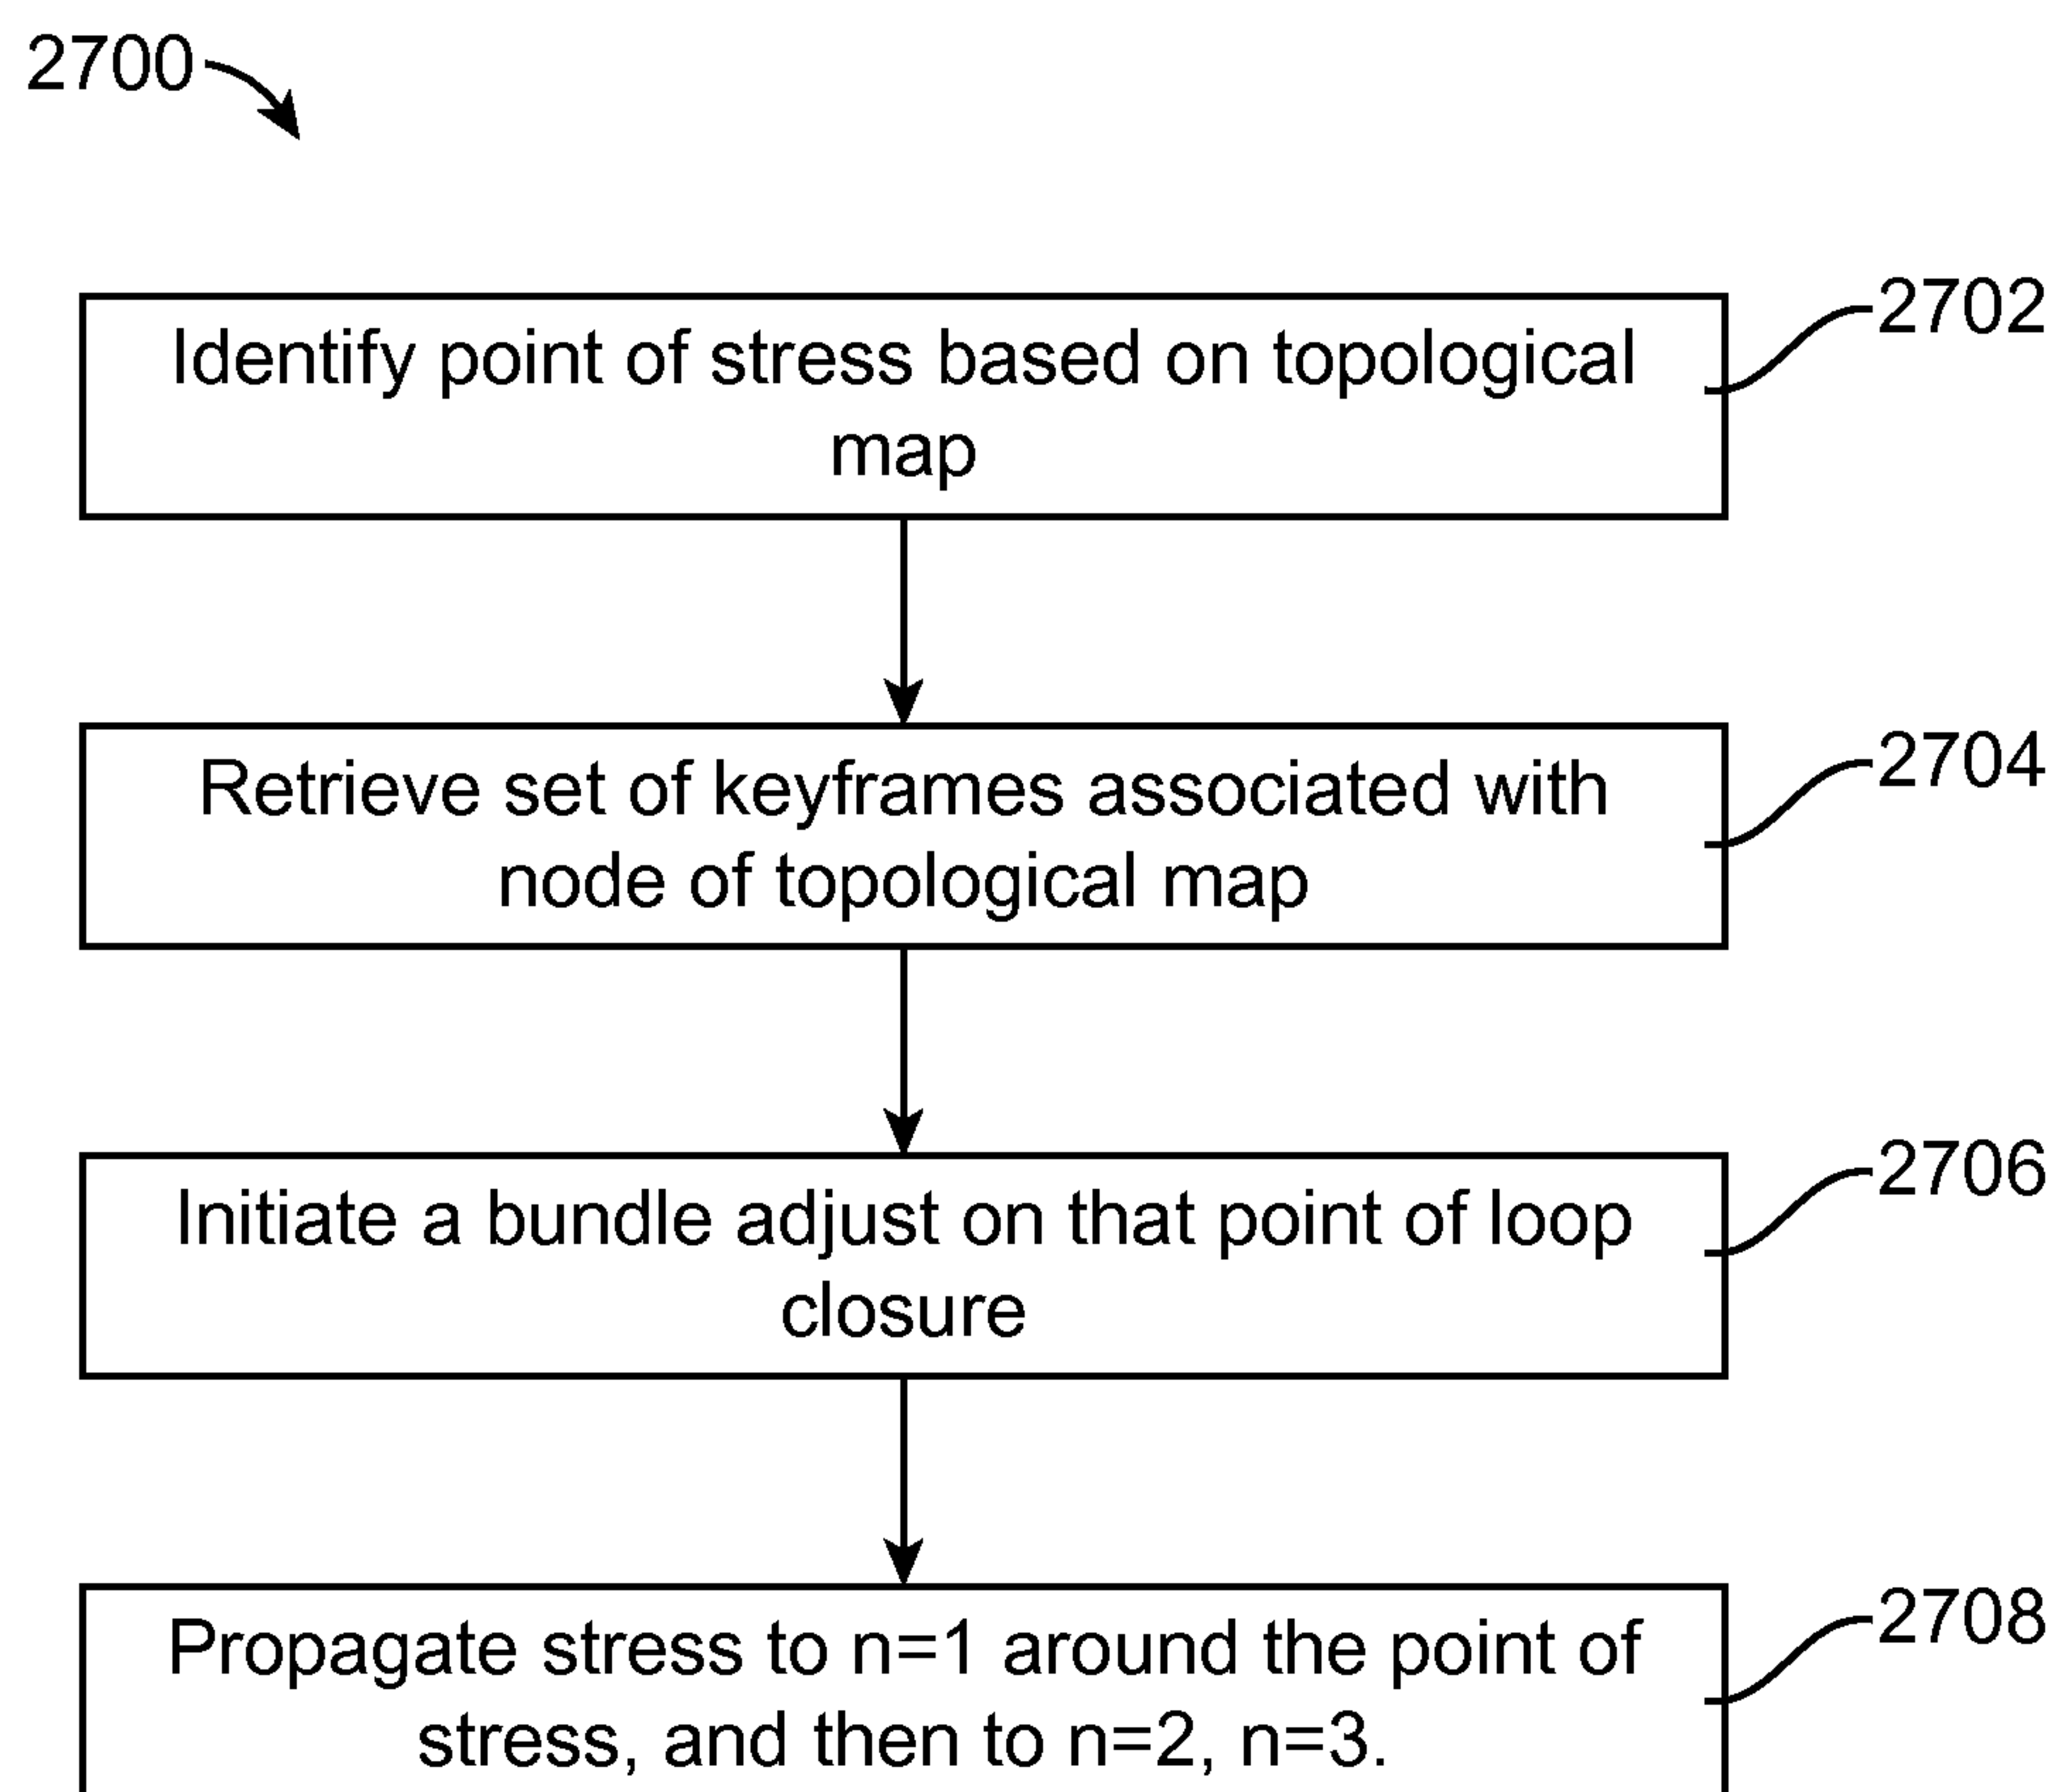 2700
Identify point of stress based on topological
map
2702
Retrieve set of keyframes associated with
node of topological map
2704
Initiate a bundle adjust on that point of loop
closure
2706
Propagate stress to n=1 around the point of
stress, and then to n=2, n=3.
2708